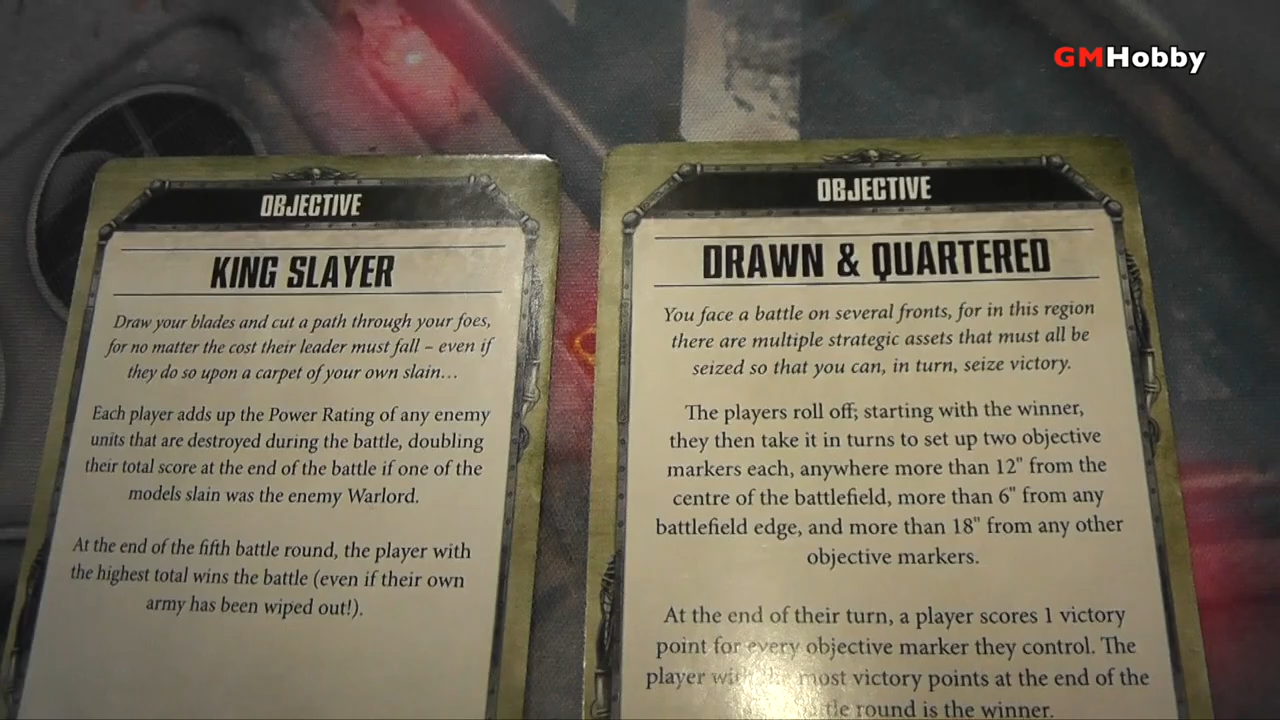 GMHobby
OBJECTIVE
KING SLAYER
Draw your blades and cut a path through your foes,
for no matter the cost their leader must fall – even if
they do so upon a carpet of your own slain…
Each player adds up the Power Rating of any enemy
units that are destroyed during the battle, doubling
their total score at the end of the battle if one of the
models slain was the enemy Warlord.
At the end of the fifth battle round, the player with
the highest total wins the battle (even if their own
army has been wiped out!).
OBJECTIVE
DRAWN & QUARTERED
You face a battle on several fronts, for in this region
there are multiple strategic assets that must all be
seized so that you can, in turn, seize victory.
The players roll off; starting with the winner,
they then take it in turns to set up two objective
markers each, anywhere more than 12" from the
centre of the battlefield, more than 6" from any
battlefield edge, and more than 18" from any other
objective markers.
At the end of their turn, a player scores 1 victory
point for every objective marker they control. The
player with the most victory points at the end of the
round is the winner.